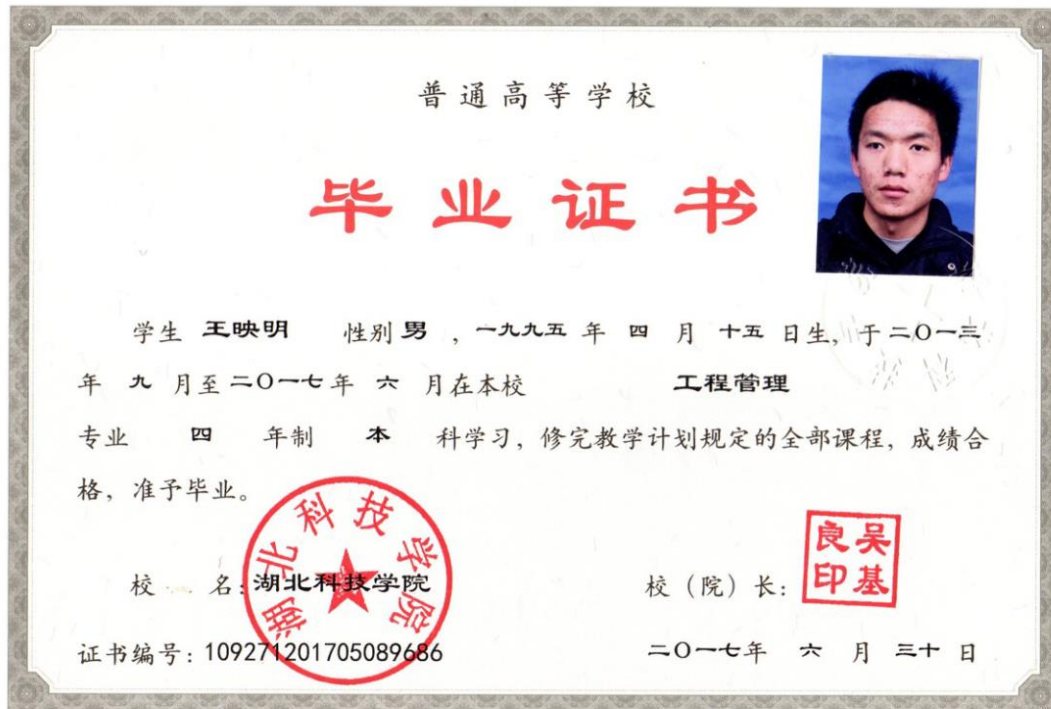 普通高等学校
毕业证书
学生 王映明 性别 男 ，一九九五 年 四 月 十五 日生，于二〇一三
年 九 月至二〇一七年 六 月在本校 工程管理
专业 四 年制 本 科学习，修完教学计划规定的全部课程，成绩合
格，准予毕业。
湖北科技学院
吴基良印
校 名：湖北科技学院 校（院）长：
证书编号：109271201705089686 二〇一七年 六 月 三十 日